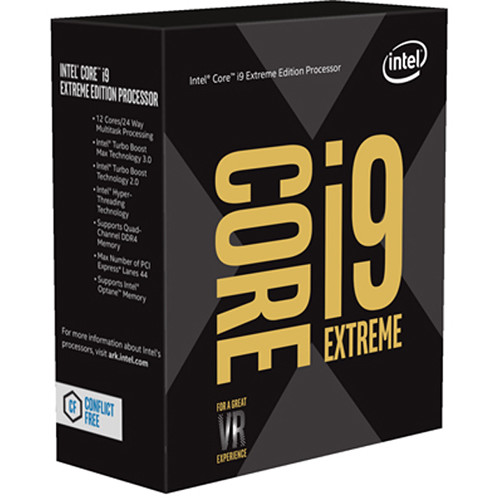 INTEL® CORE™ i9
EXTREME EDITION PROCESSOR
• 12 Cores/24 Way
Multitask Processing
• Intel® Turbo Boost
Max Technology 3.0
• Intel® Turbo Boost
Technology 2.0
• Intel® Hyper-
Threading
Technology
• Supports Quad-
Channel DDR4
Memory
• Max Number of PCI
Express® Lanes 44
• Supports Intel®
Optane™ Memory
For more information about Intel's
processors, visit ark.intel.com
CF
CONFLICT
FREE
Intel® Core™ i9 Extreme Edition Processor
intel
CORE
i9
EXTREME
FOR A GREAT
VR
EXPERIENCE